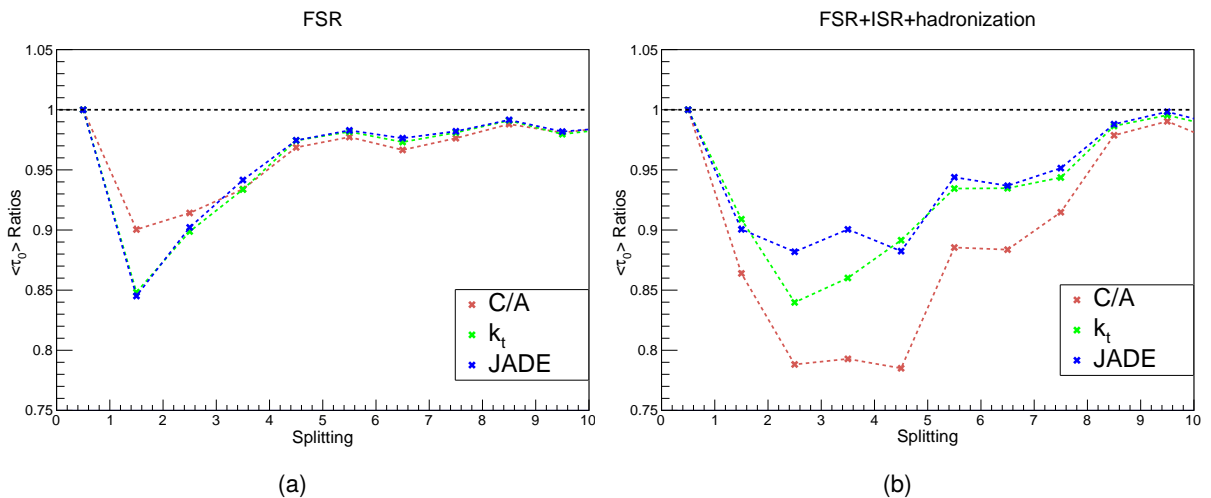 FSR
1.05
1
0.95
0.9
0.85
0.8
0.75
<τ₀> Ratios
0 1 2 3 4 5 6 7 8 9 10
Splitting
C/A
kₜ
JADE
(a)
FSR+ISR+hadronization
1.05
1
0.95
0.9
0.85
0.8
0.75
<τ₀> Ratios
0 1 2 3 4 5 6 7 8 9 10
Splitting
C/A
kₜ
JADE
(b)